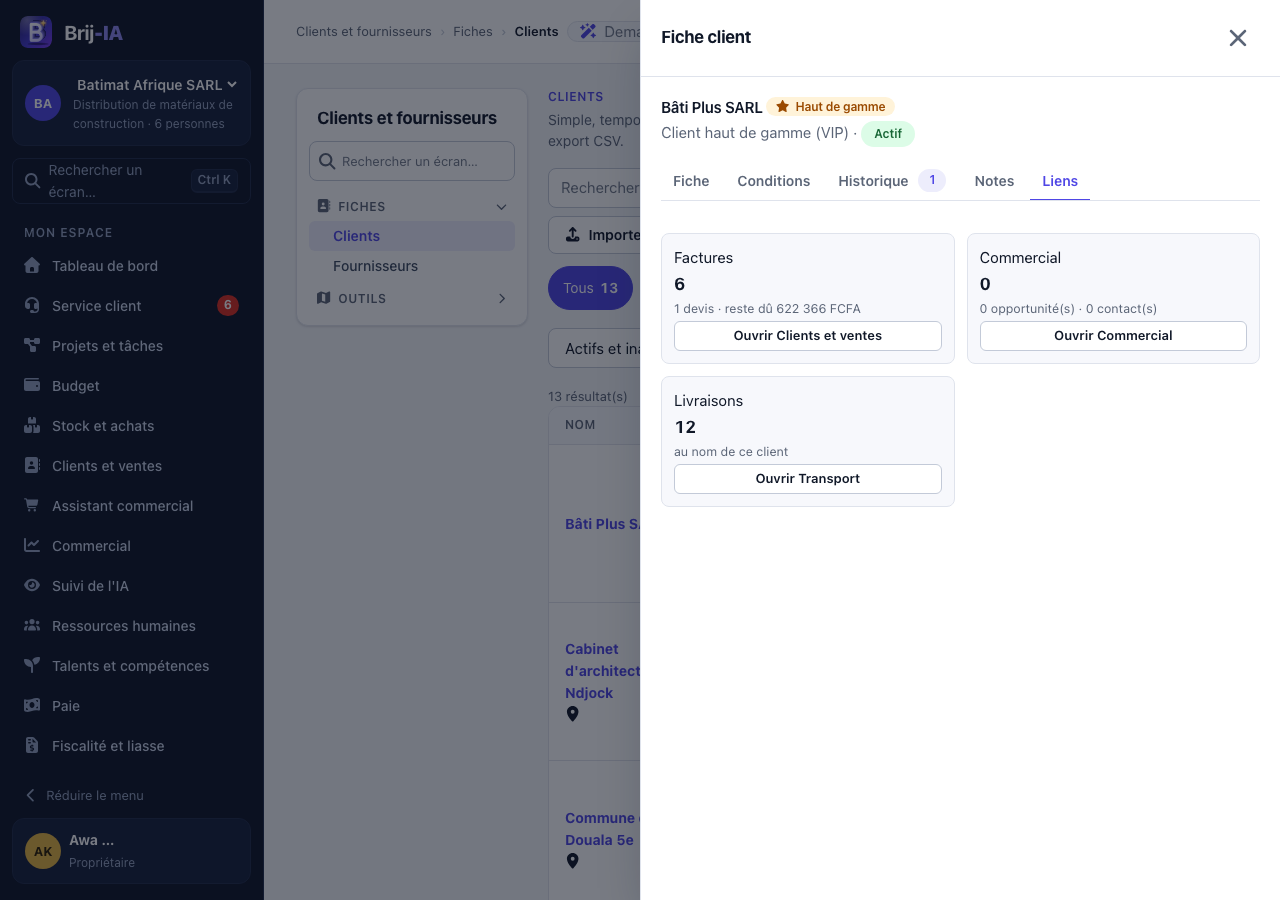 Brij-IA
BA
Batimat Afrique SARL
Distribution de matériaux de
construction · 6 personnes
Rechercher un
écran...
Ctrl K
MON ESPACE
Tableau de bord
Service client
6
Projets et tâches
Budget
Stock et achats
Clients et ventes
Assistant commercial
Commercial
Suivi de l'IA
Ressources humaines
Talents et compétences
Paie
Fiscalité et liasse
Réduire le menu
AK
Awa ...
Propriétaire
Clients et fournisseurs › Fiches › Clients
Clients et fournisseurs
Rechercher un écran...
FICHES
Clients
Fournisseurs
OUTILS
CLIENTS
Simple,
export CSV.
Rechercher
Tous 13
Actifs et
13 résultat(s)
NOM
Bâti Plus
Cabinet
Ndjock
Commune
Douala 5e
Fiche client
Bâti Plus SARL
Haut de gamme
Client haut de gamme (VIP) ·
Actif
Fiche
Conditions
Historique
1
Notes
Liens
Factures
6
1 devis · reste dû 622 366 FCFA
Ouvrir Clients et ventes
Commercial
0
0 opportunité(s) · 0 contact(s)
Ouvrir Commercial
Livraisons
12
au nom de ce client
Ouvrir Transport